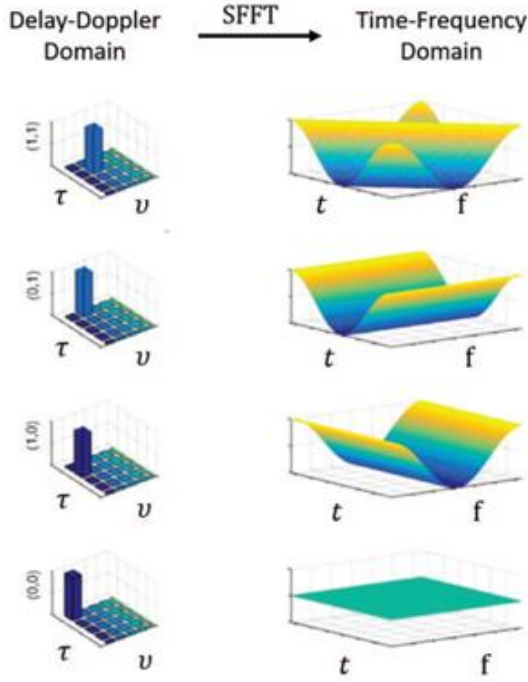 Delay-Doppler
Domain
SFFT
Time-Frequency
Domain
(1,1)
τ
υ
t
f
(0,1)
τ
υ
t
f
(1,0)
τ
υ
t
f
(0,0)
τ
υ
t
f